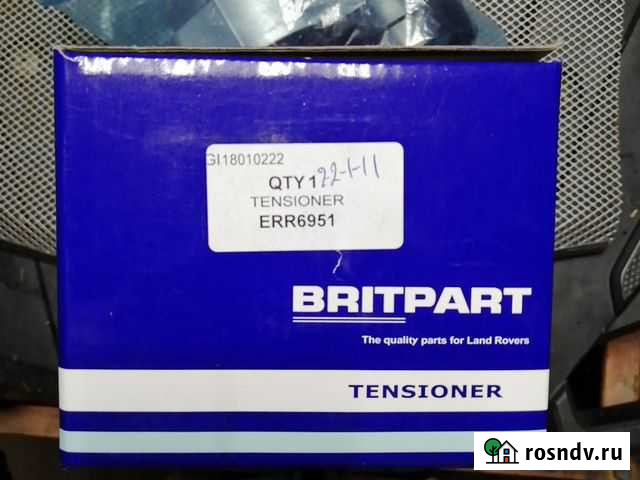 GI18010222
QTY 1 22-1-11
TENSIONER
ERR6951
BRITPART
The quality parts for Land Rovers
TENSIONER
rosndv.ru